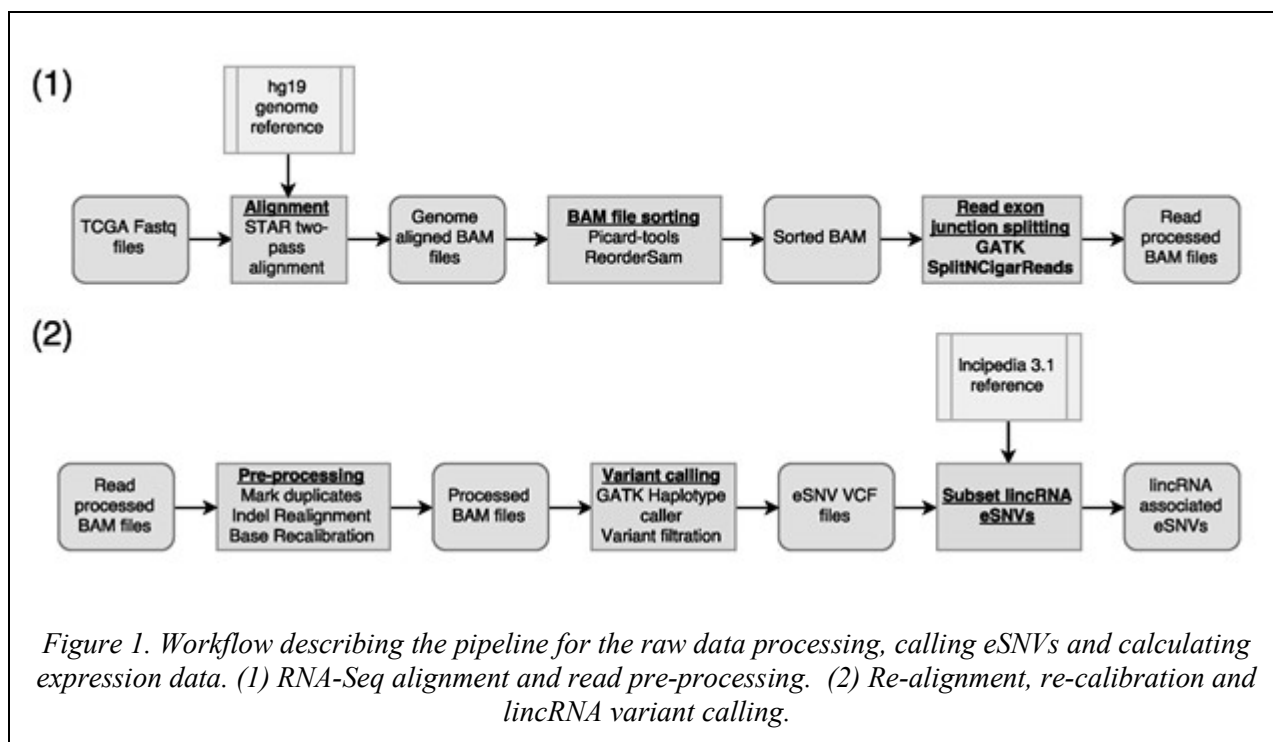 (1)
hg19
genome
reference
TCGA Fastq
files
Alignment
STAR two-
pass
alignment
Genome
aligned BAM
files
BAM file sorting
Picard-tools
ReorderSam
Sorted BAM
Read exon
junction splitting
GATK
SplitNCigarReads
Read
processed
BAM files
(2)
lncipedia 3.1
reference
Read
processed
BAM files
Pre-processing
Mark duplicates
Indel Realignment
Base Recalibration
Processed
BAM files
Variant calling
GATK Haplotype
caller
Variant filtration
eSNV VCF
files
Subset lincRNA
eSNVs
lincRNA
associated
eSNVs
Figure 1. Workflow describing the pipeline for the raw data processing, calling eSNVs and calculating
expression data. (1) RNA-Seq alignment and read pre-processing. (2) Re-alignment, re-calibration and
lincRNA variant calling.